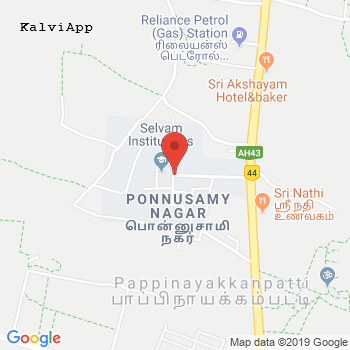 Reliance Petrol
(Gas) Station
ரிலையன்ஸ்
பெட்ரோல்...
KalviApp
Sri Akshayam
Hotel&baker
Selvam
Institutions
AH43
44
PONNUSAMY
NAGAR
பொன்னுசாமி
நகர்
Sri Nathi
ஸ்ரீ நதி
உணவகம்
Pappinayakkanpatti
பாப்பிநாயக்கம்பட்டி
Google
Map data ©2019 Google